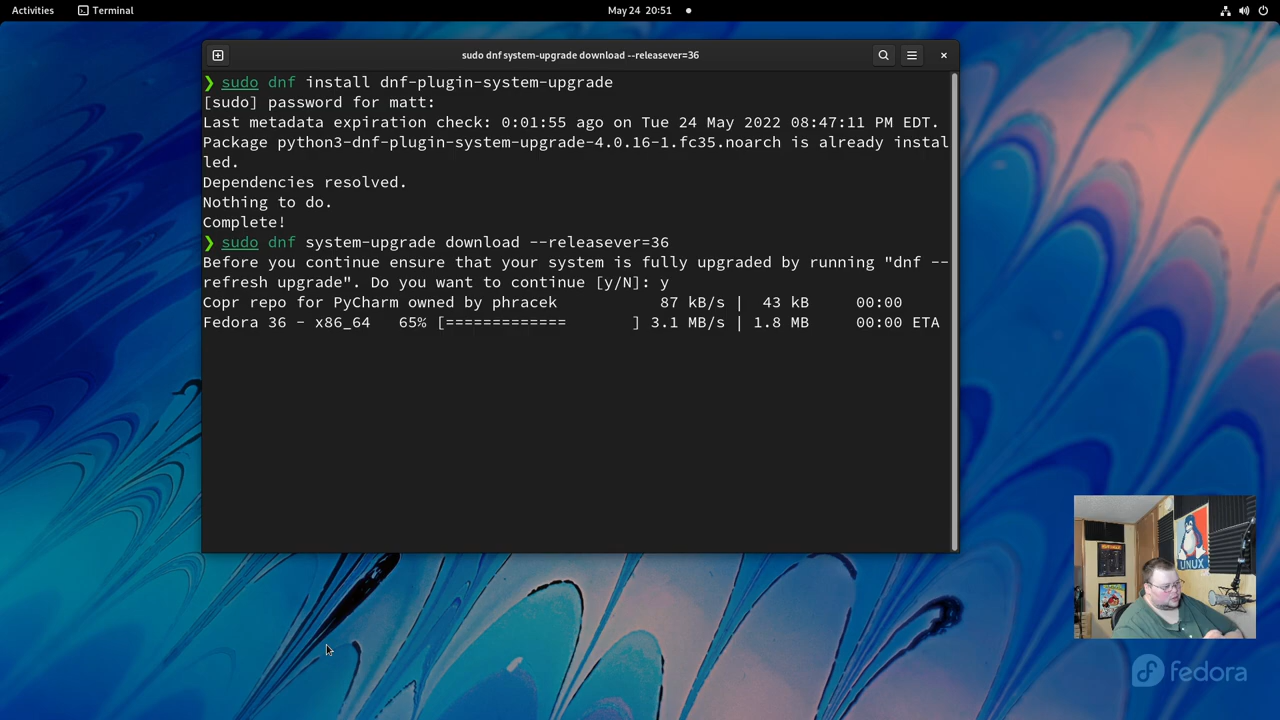 Activities
Terminal
May 24 20:51
sudo dnf system-upgrade download --releasever=36
❯ sudo dnf install dnf-plugin-system-upgrade
[sudo] password for matt:
Last metadata expiration check: 0:01:55 ago on Tue 24 May 2022 08:47:11 PM EDT.
Package python3-dnf-plugin-system-upgrade-4.0.16-1.fc35.noarch is already instal
led.
Dependencies resolved.
Nothing to do.
Complete!
❯ sudo dnf system-upgrade download --releasever=36
Before you continue ensure that your system is fully upgraded by running "dnf --
refresh upgrade". Do you want to continue [y/N]: y
Copr repo for PyCharm owned by phracek 87 kB/s | 43 kB 00:00
Fedora 36 - x86_64 65% [============= ] 3.1 MB/s | 1.8 MB 00:00 ETA
fedora